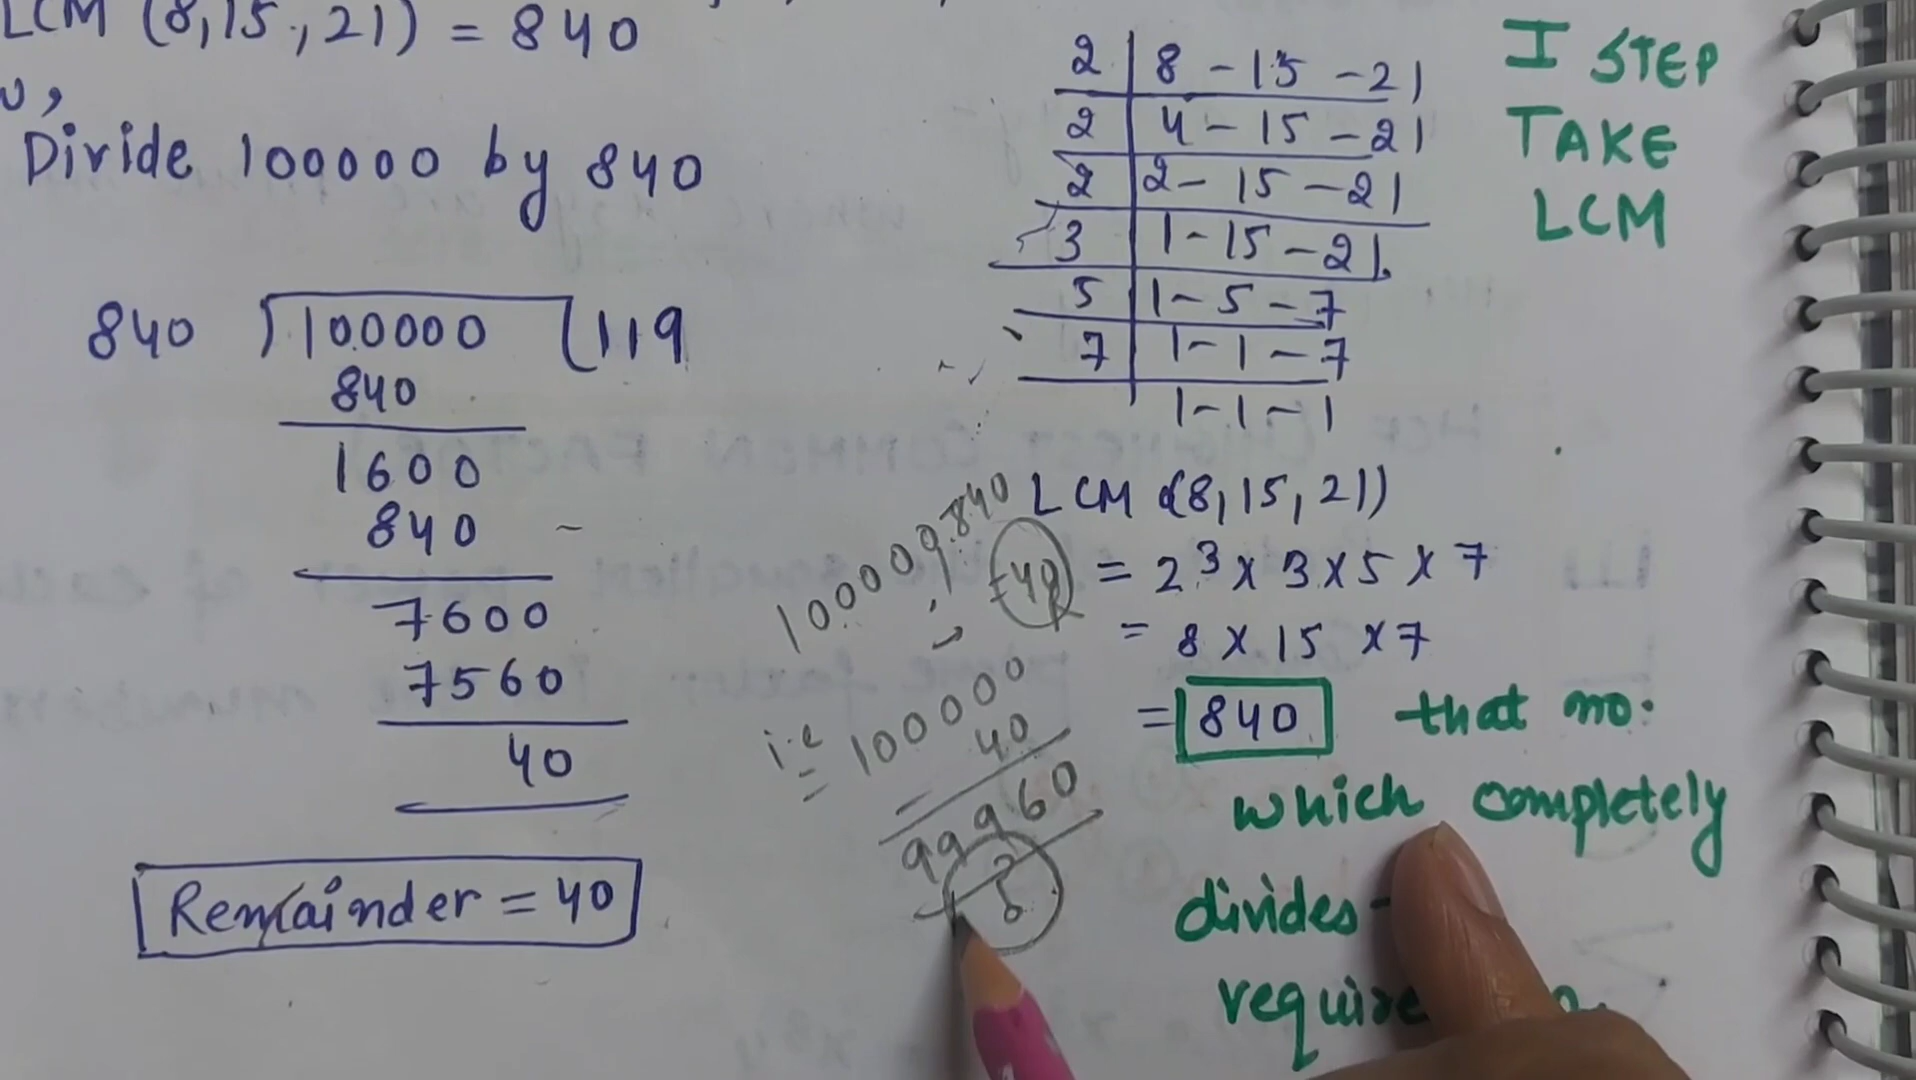 LCM (8,15,21) = 840
Divide 100000 by 840
840 ) 100000 ( 119
840
1600
840
7600
7560
40
Remainder = 40
2 | 8 - 15 - 21
2 | 4 - 15 - 21
2 | 2 - 15 - 21
3 | 1 - 15 - 21
5 | 1 - 5 - 7
7 | 1 - 1 - 7
1 - 1 - 1
I STEP
TAKE
LCM
LCM (8, 15, 21)
= 2³ x 3 x 5 x 7
= 8 x 15 x 7
= 840 that no.
which completely
divides
840
40
i.e 100000
40
99960